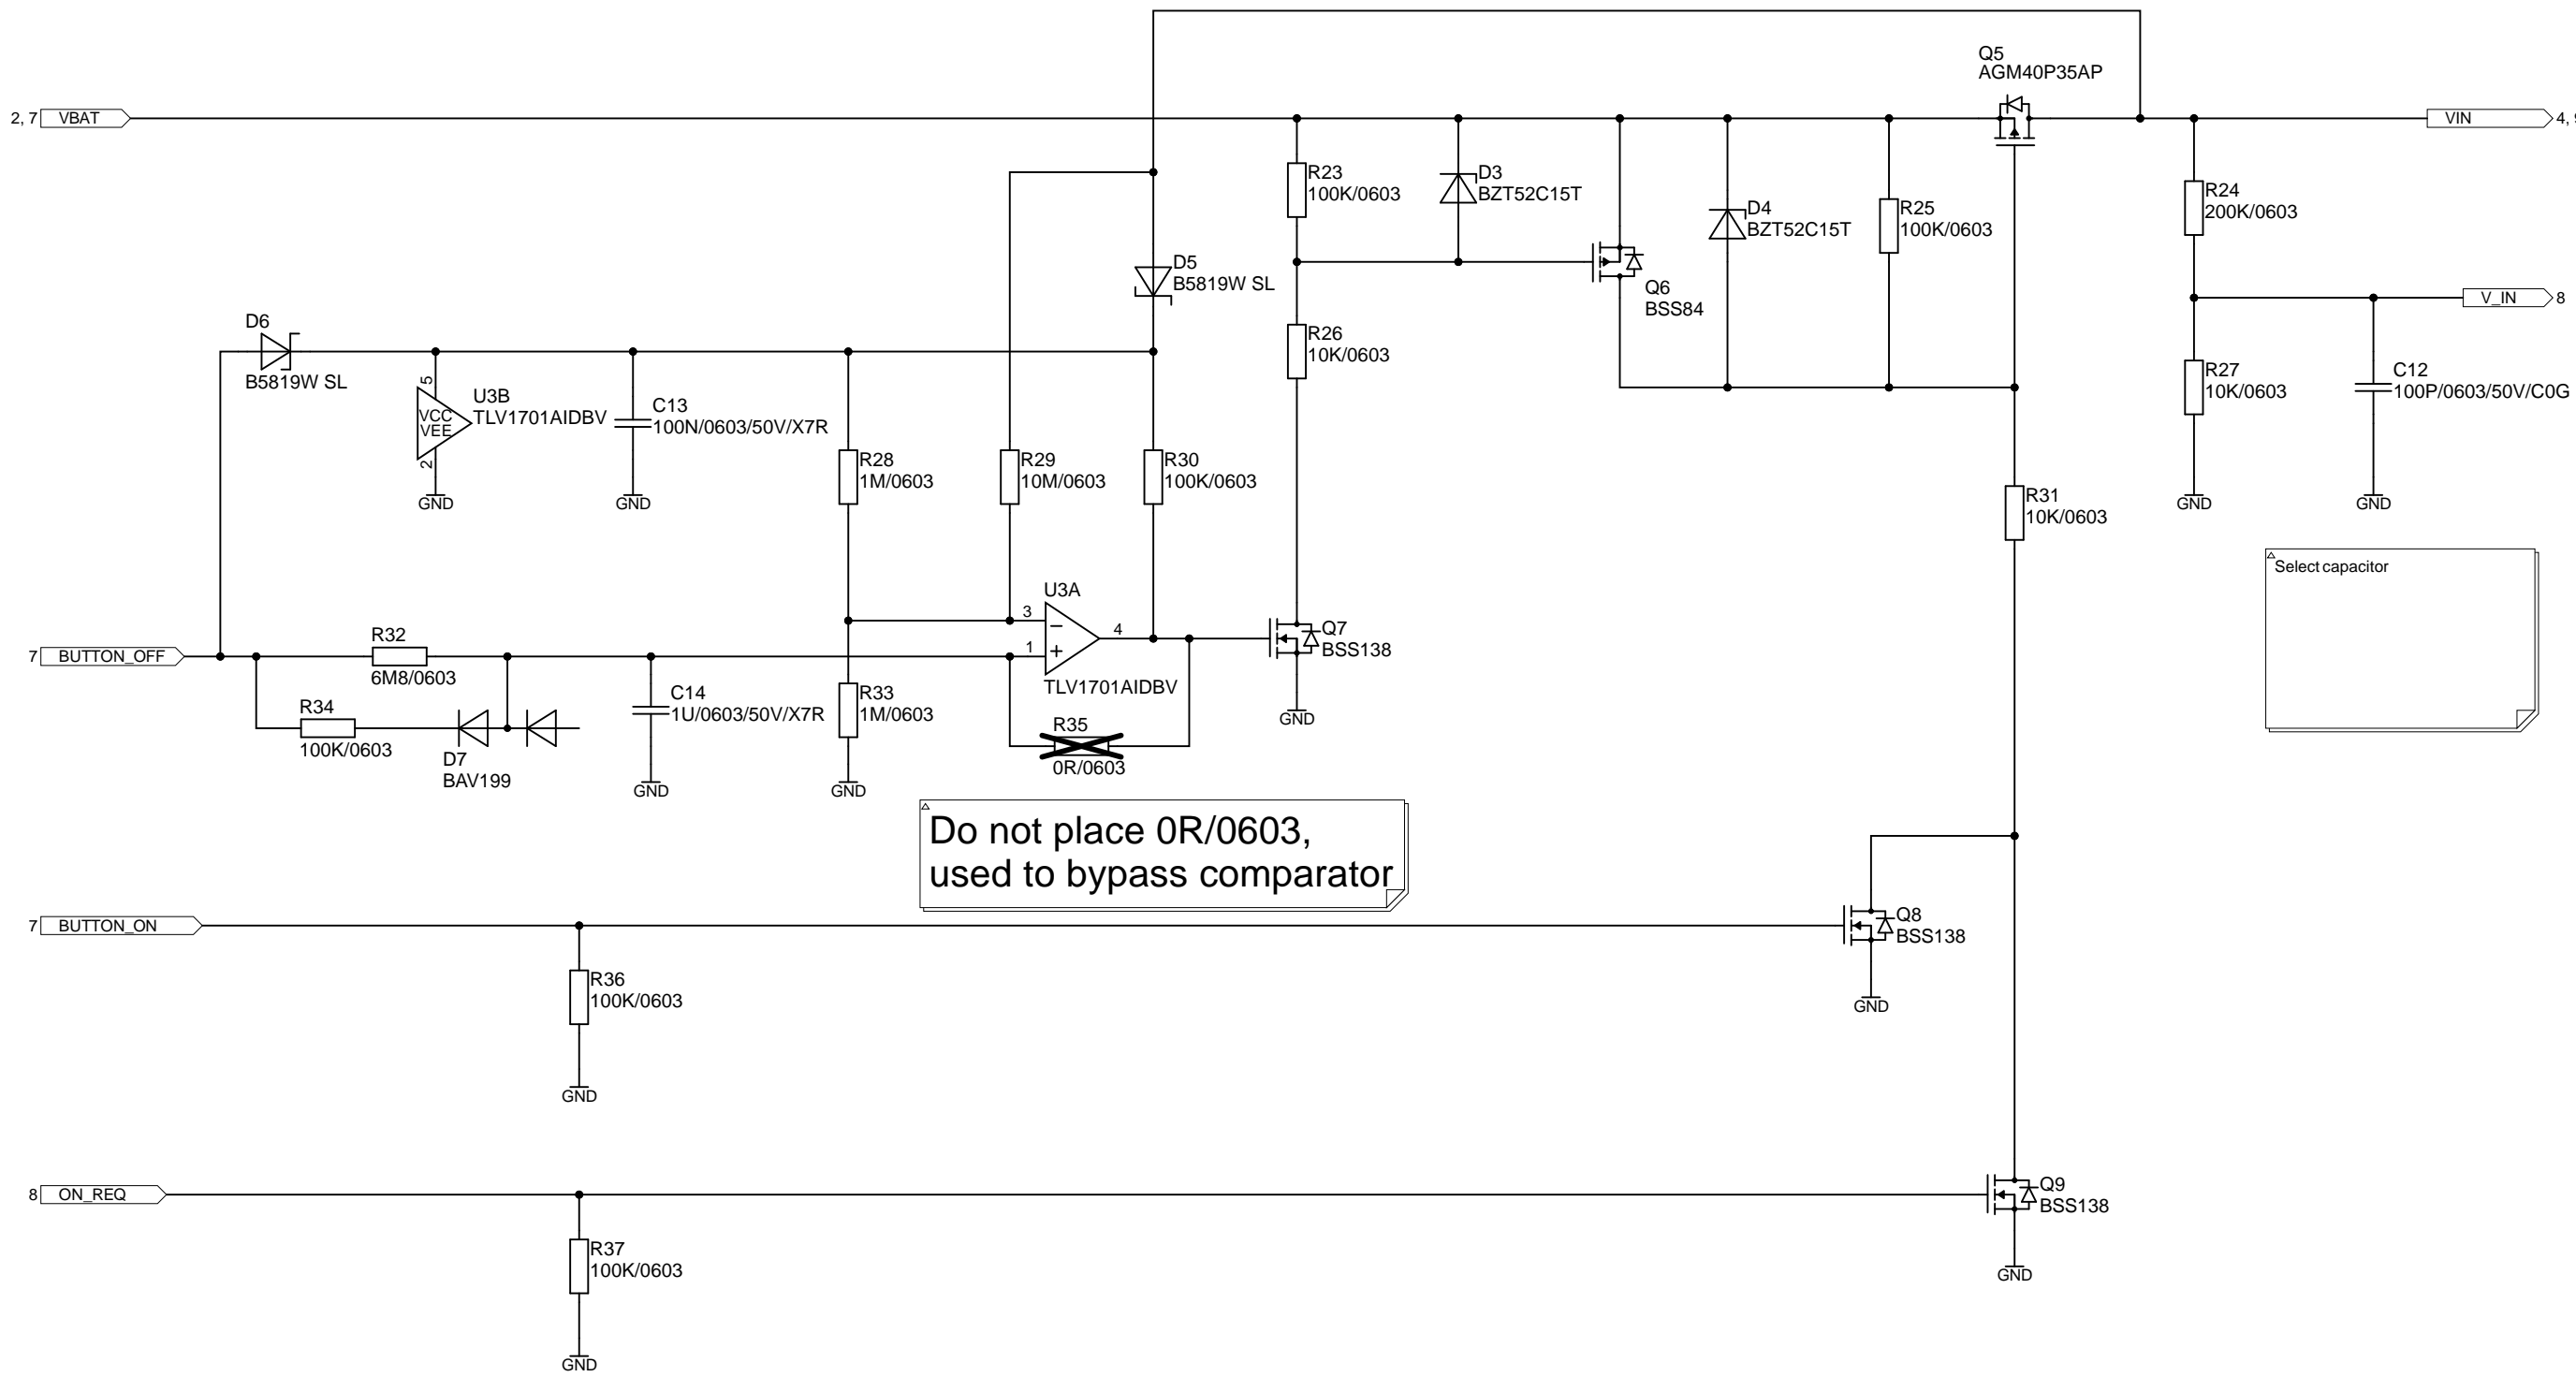 Q5
AGM40P35AP
2, 7 VBAT
VIN 4, 9
R23
100K/0603
D3
BZT52C15T
D4
BZT52C15T
R25
100K/0603
R24
200K/0603
D5
B5819W SL
Q6
BSS84
V_IN 8
D6
B5819W SL
R26
10K/0603
5
U3B
TLV1701AIDBV
VCC
VEE
2
GND
C13
100N/0603/50V/X7R
GND
R27
10K/0603
GND
C12
100P/0603/50V/C0G
GND
R28
1M/0603
R29
10M/0603
R30
100K/0603
R31
10K/0603
Select capacitor
U3A
3
1
4
TLV1701AIDBV
Q7
BSS138
GND
7 BUTTON_OFF
R32
6M8/0603
R34
100K/0603
D7
BAV199
C14
1U/0603/50V/X7R
GND
R33
1M/0603
GND
R35
0R/0603
Do not place 0R/0603,
used to bypass comparator
7 BUTTON_ON
Q8
BSS138
GND
R36
100K/0603
GND
8 ON_REQ
Q9
BSS138
GND
R37
100K/0603
GND